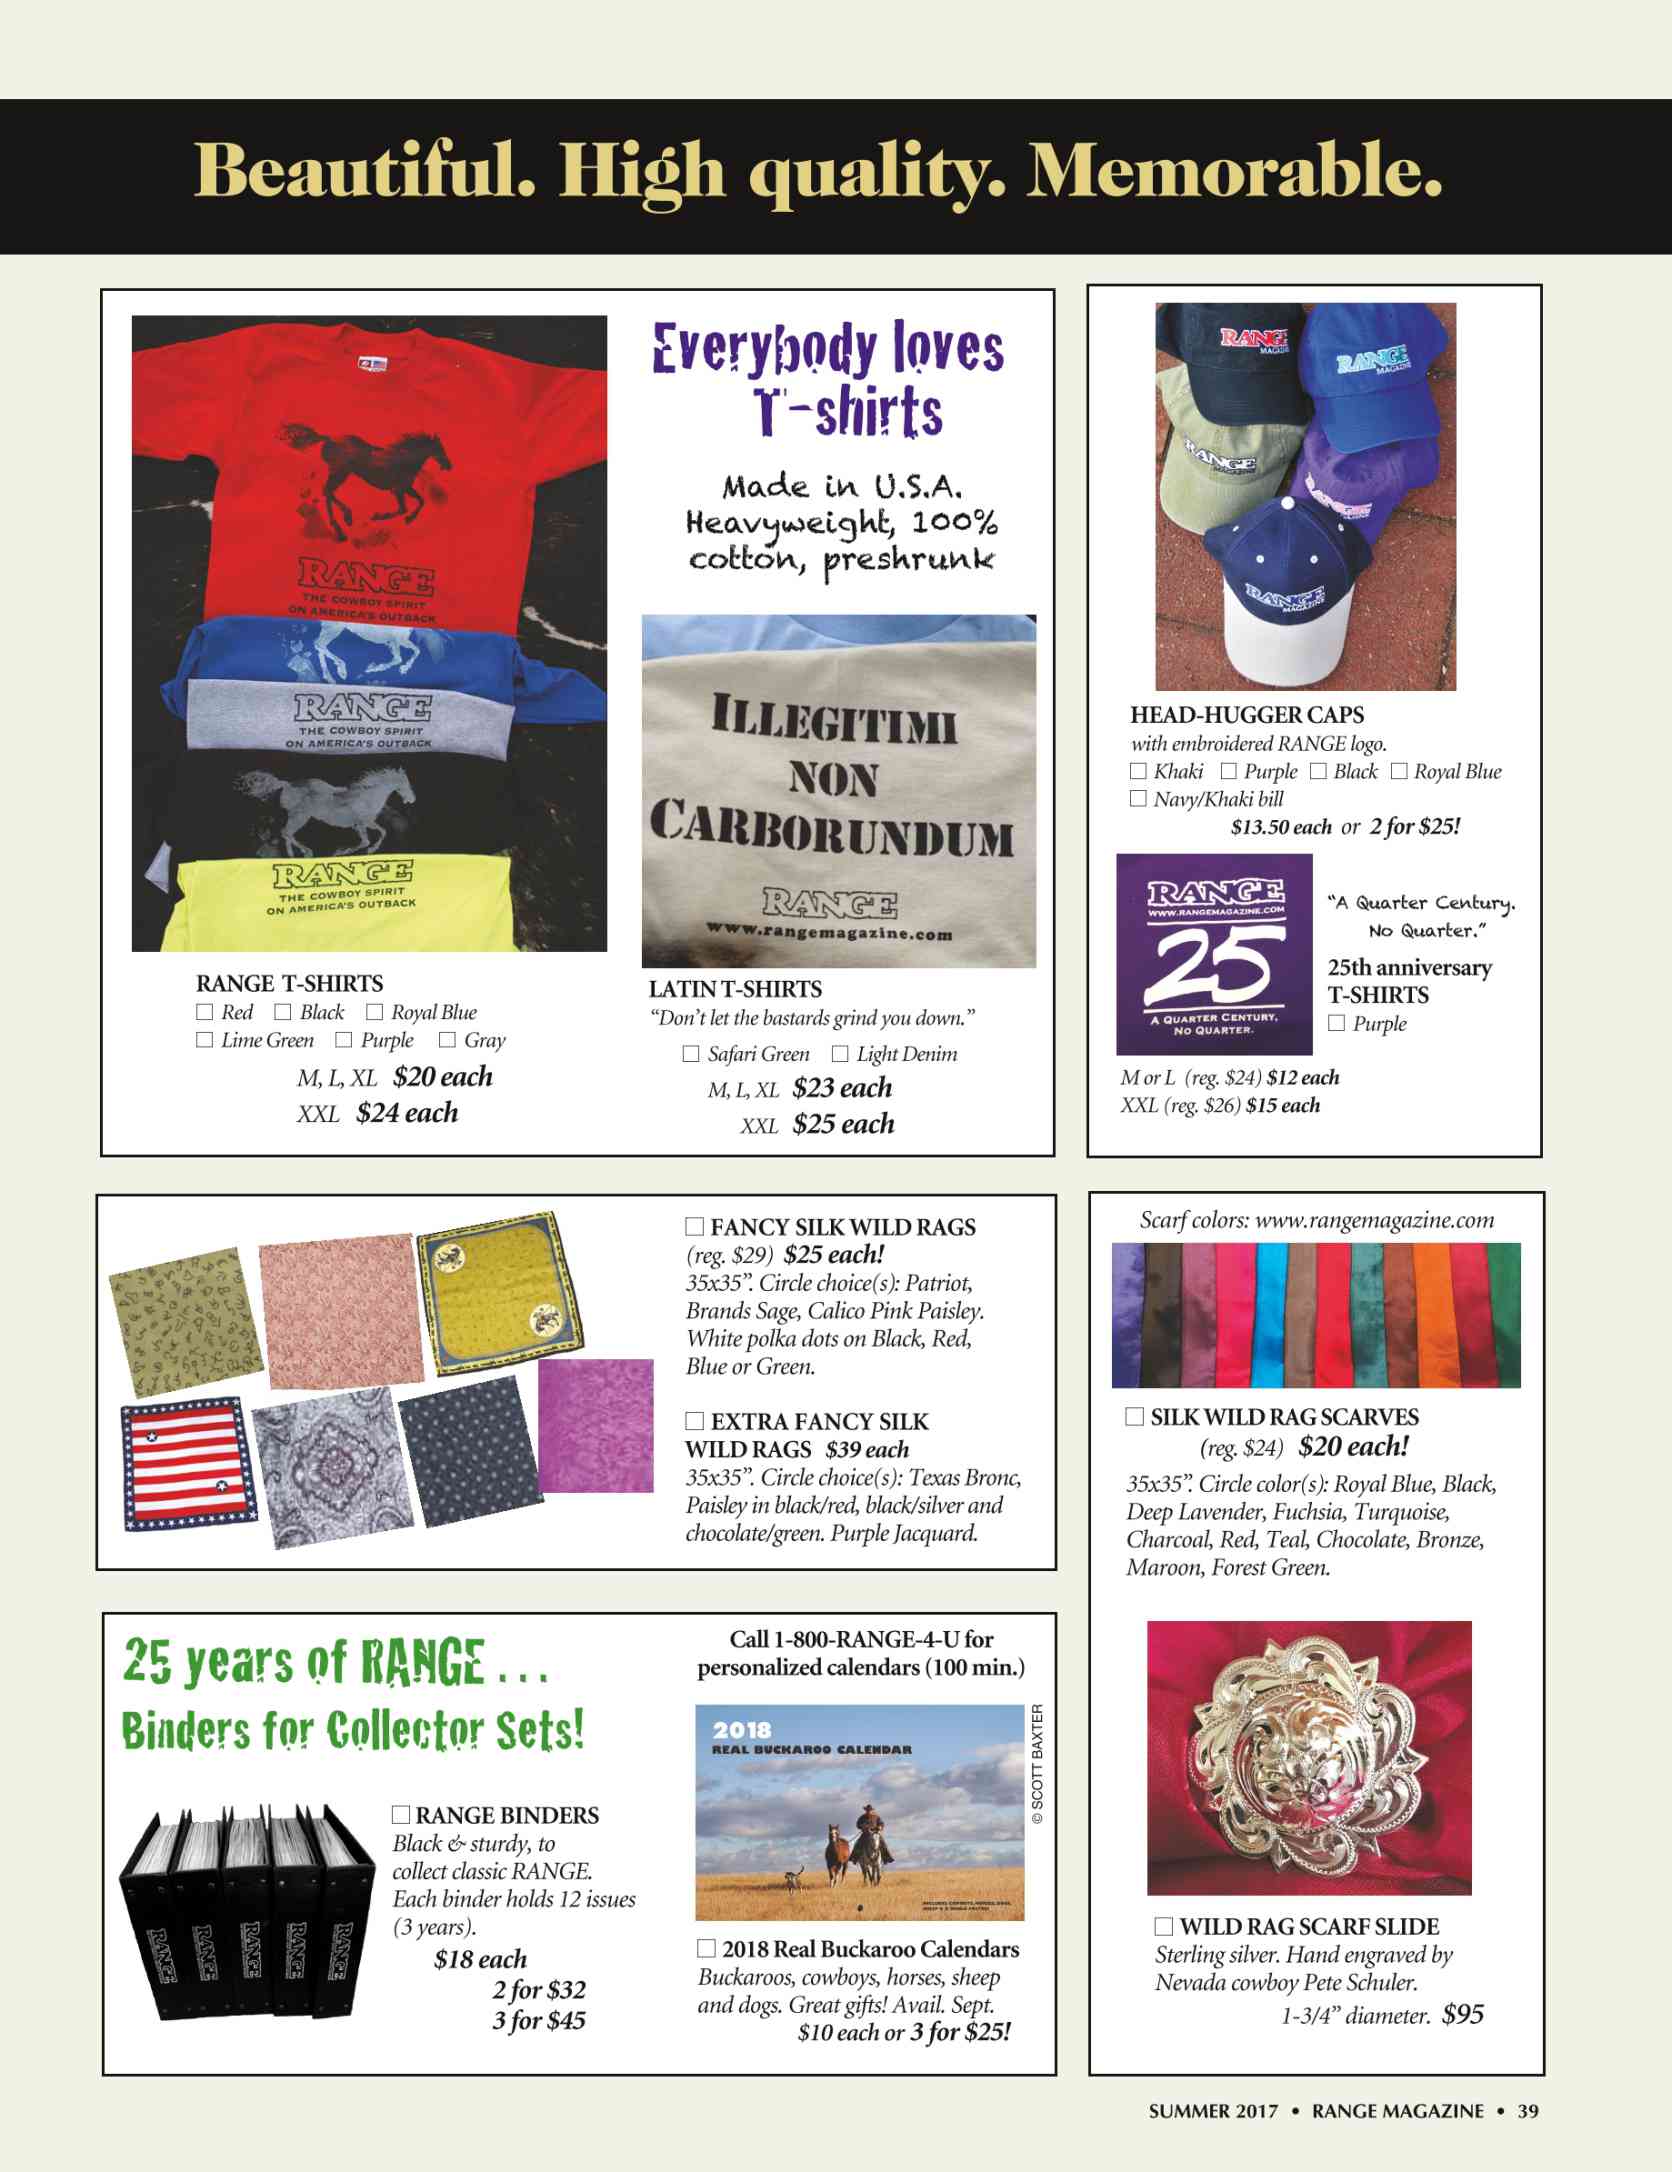 Beautiful. High quality. Memorable.
RANGE
THE COWBOY SPIRIT
ON AMERICA'S OUTBACK
RANGE
THE COWBOY SPIRIT
ON AMERICA'S OUTBACK
RANGE
THE COWBOY SPIRIT
ON AMERICA'S OUTBACK
RANGE T-SHIRTS
☐ Red ☐ Black ☐ Royal Blue
☐ Lime Green ☐ Purple ☐ Gray
M, L, XL $20 each
XXL $24 each
Everybody loves
T-shirts
Made in U.S.A.
Heavyweight, 100%
cotton, preshrunk
ILLEGITIMI
NON
CARBORUNDUM
RANGE
www.rangemagazine.com
LATIN T-SHIRTS
“Don’t let the bastards grind you down.”
☐ Safari Green ☐ Light Denim
M, L, XL $23 each
XXL $25 each
RANGE
MAGAZINE
RANGE
MAGAZINE
RANGE
MAGAZINE
RANGE
MAGAZINE
RANGE
MAGAZINE
HEAD-HUGGER CAPS
with embroidered RANGE logo.
☐ Khaki ☐ Purple ☐ Black ☐ Royal Blue
☐ Navy/Khaki bill
$13.50 each or 2 for $25!
RANGE
WWW.RANGEMAGAZINE.COM
25
A QUARTER CENTURY,
NO QUARTER.
“A Quarter Century.
No Quarter.”
25th anniversary
T-SHIRTS
☐ Purple
M or L (reg. $24) $12 each
XXL (reg. $26) $15 each
☐ FANCY SILK WILD RAGS
(reg. $29) $25 each!
35x35”. Circle choice(s): Patriot,
Brands Sage, Calico Pink Paisley.
White polka dots on Black, Red,
Blue or Green.
☐ EXTRA FANCY SILK
WILD RAGS $39 each
35x35”. Circle choice(s): Texas Bronc,
Paisley in black/red, black/silver and
chocolate/green. Purple Jacquard.
Scarf colors: www.rangemagazine.com
☐ SILK WILD RAG SCARVES
(reg. $24) $20 each!
35x35”. Circle color(s): Royal Blue, Black,
Deep Lavender, Fuchsia, Turquoise,
Charcoal, Red, Teal, Chocolate, Bronze,
Maroon, Forest Green.
☐ WILD RAG SCARF SLIDE
Sterling silver. Hand engraved by
Nevada cowboy Pete Schuler.
1-3/4” diameter. $95
25 years of RANGE . . .
Binders for Collector Sets!
RANGE
RANGE
RANGE
RANGE
RANGE
☐ RANGE BINDERS
Black & sturdy, to
collect classic RANGE.
Each binder holds 12 issues
(3 years).
$18 each
2 for $32
3 for $45
Call 1-800-RANGE-4-U for
personalized calendars (100 min.)
2018
REAL BUCKAROO CALENDAR
© SCOTT BAXTER
☐ 2018 Real Buckaroo Calendars
Buckaroos, cowboys, horses, sheep
and dogs. Great gifts! Avail. Sept.
$10 each or 3 for $25!
SUMMER 2017 • RANGE MAGAZINE • 39